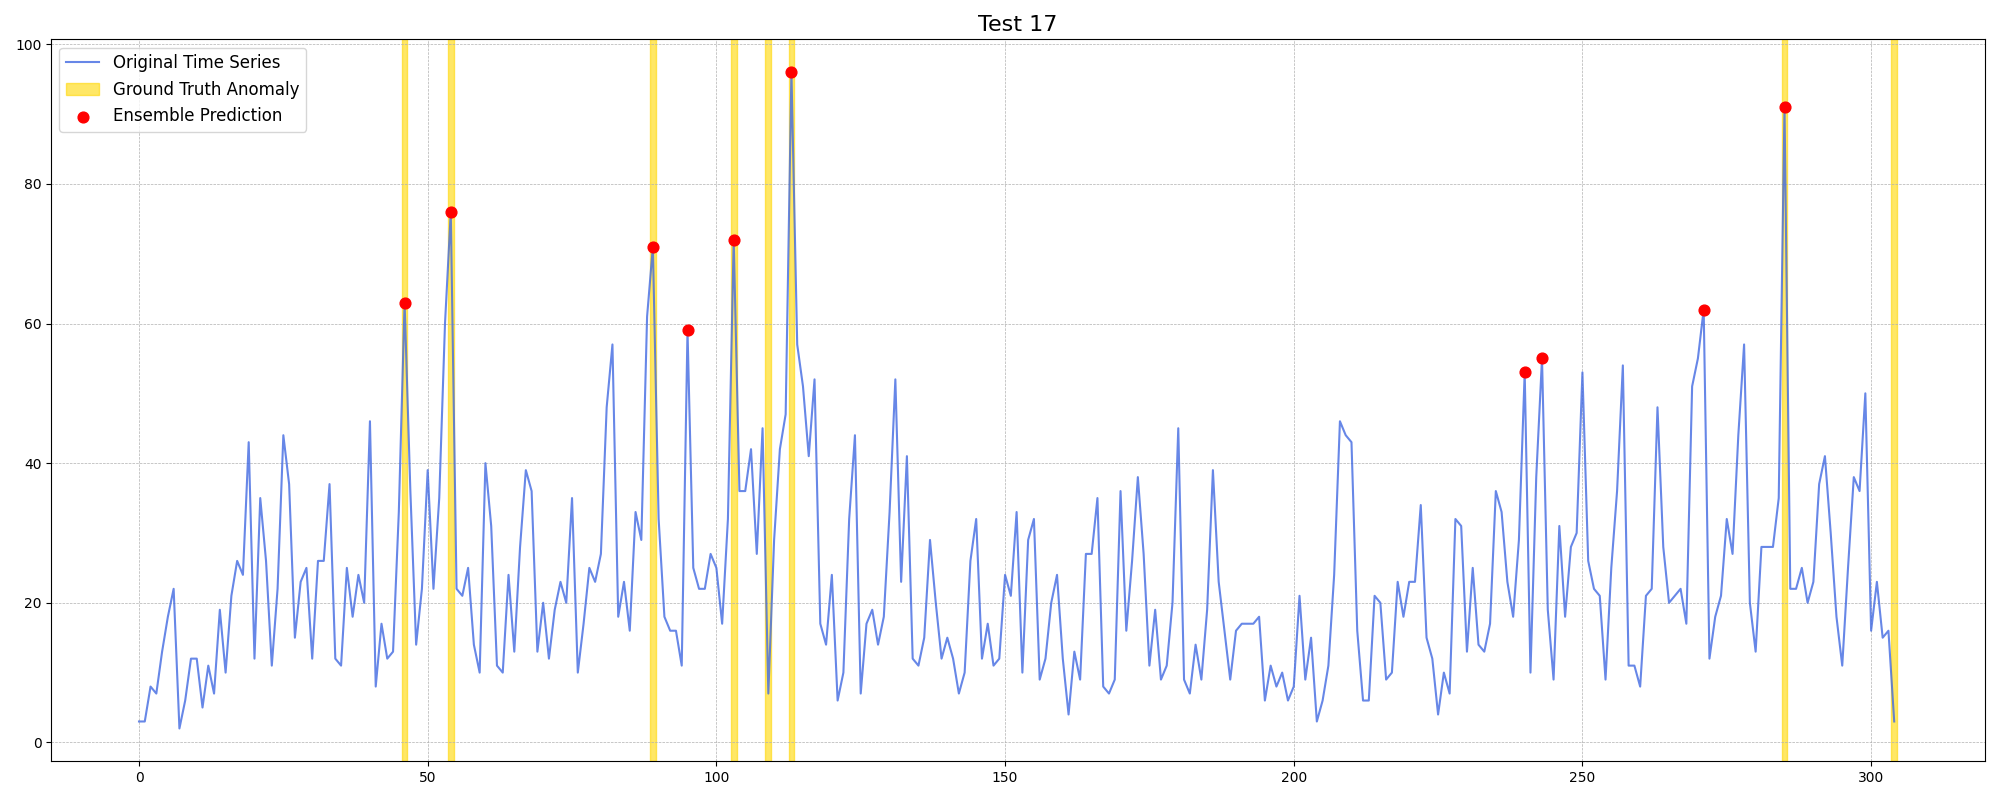 Test 17
100
80
60
40
20
0
Original Time Series
Ground Truth Anomaly
Ensemble Prediction
0 50 100 150 200 250 300